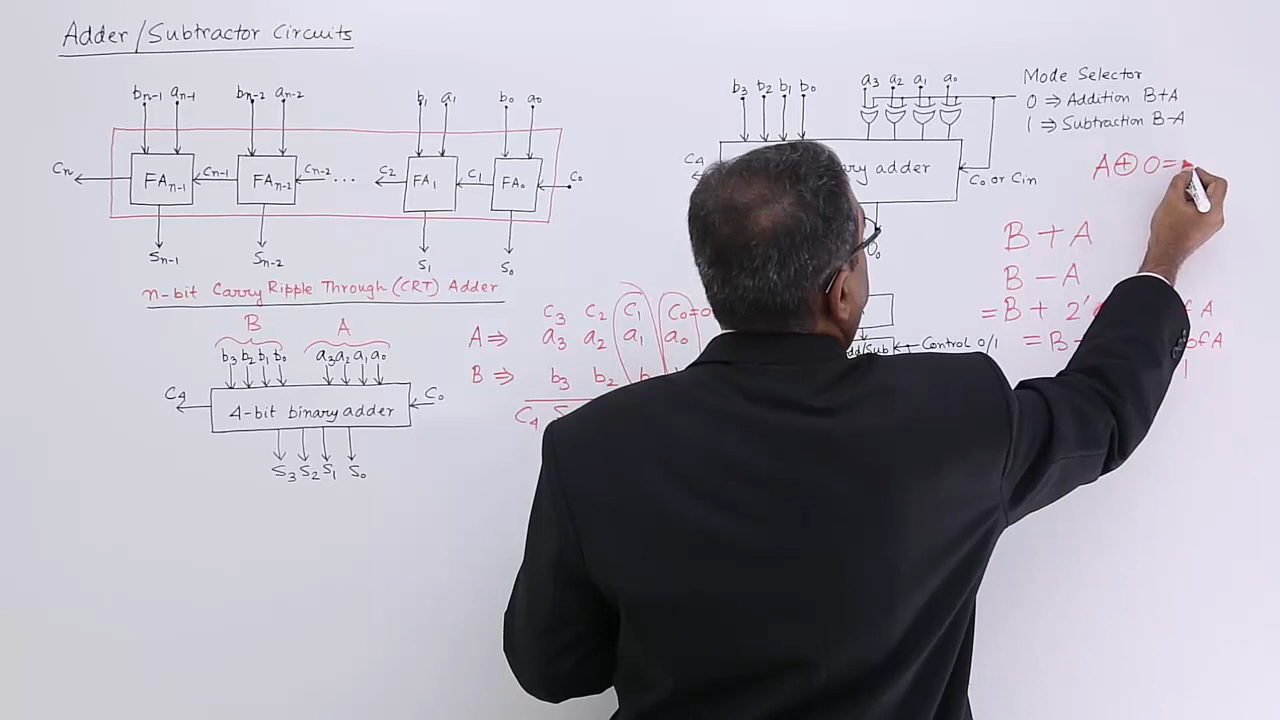 Adder/Subtractor Circuits
bn-1 an-1 bn-2 an-2 b1 a1 b0 a0
Cn FAn-1 Cn-1 FAn-2 Cn-2 ... C2 FA1 C1 FA0 C0
Sn-1 Sn-2 S1 S0
n-bit Carry Ripple Through (CRT) Adder
B A
b3 b2 b1 b0 a3 a2 a1 a0
C4 4-bit binary adder C0
S3 S2 S1 S0
C3 C2 C1 C0=0
A ⇒ a3 a2 a1 a0
B ⇒ b3 b2
C4
b3 b2 b1 b0 a3 a2 a1 a0
C4 adder C0 or Cin
Control 0/1
Mode Selector
0 ⇒ Addition B+A
1 ⇒ Subtraction B-A
A ⊕ 0 =
B + A
B - A
= B + 2' of A
= B of A
1